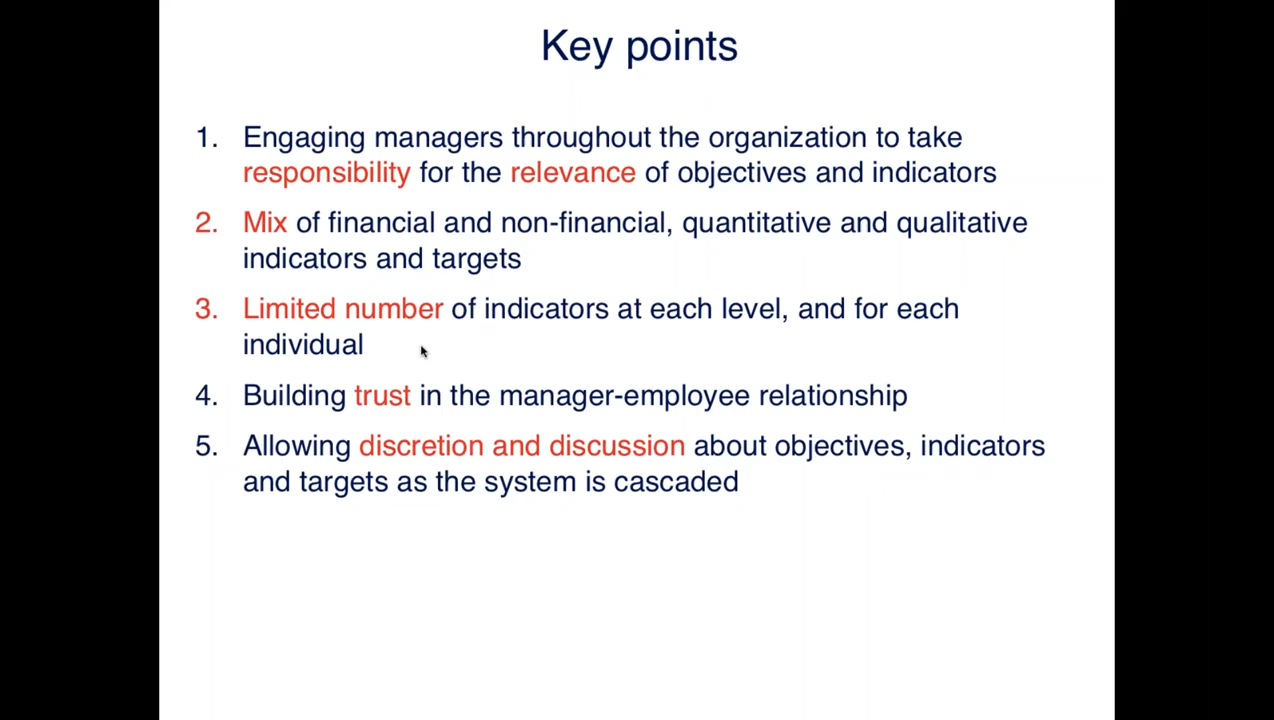 Key points
1. Engaging managers throughout the organization to take
responsibility for the relevance of objectives and indicators
2. Mix of financial and non-financial, quantitative and qualitative
indicators and targets
3. Limited number of indicators at each level, and for each
individual
4. Building trust in the manager-employee relationship
5. Allowing discretion and discussion about objectives, indicators
and targets as the system is cascaded